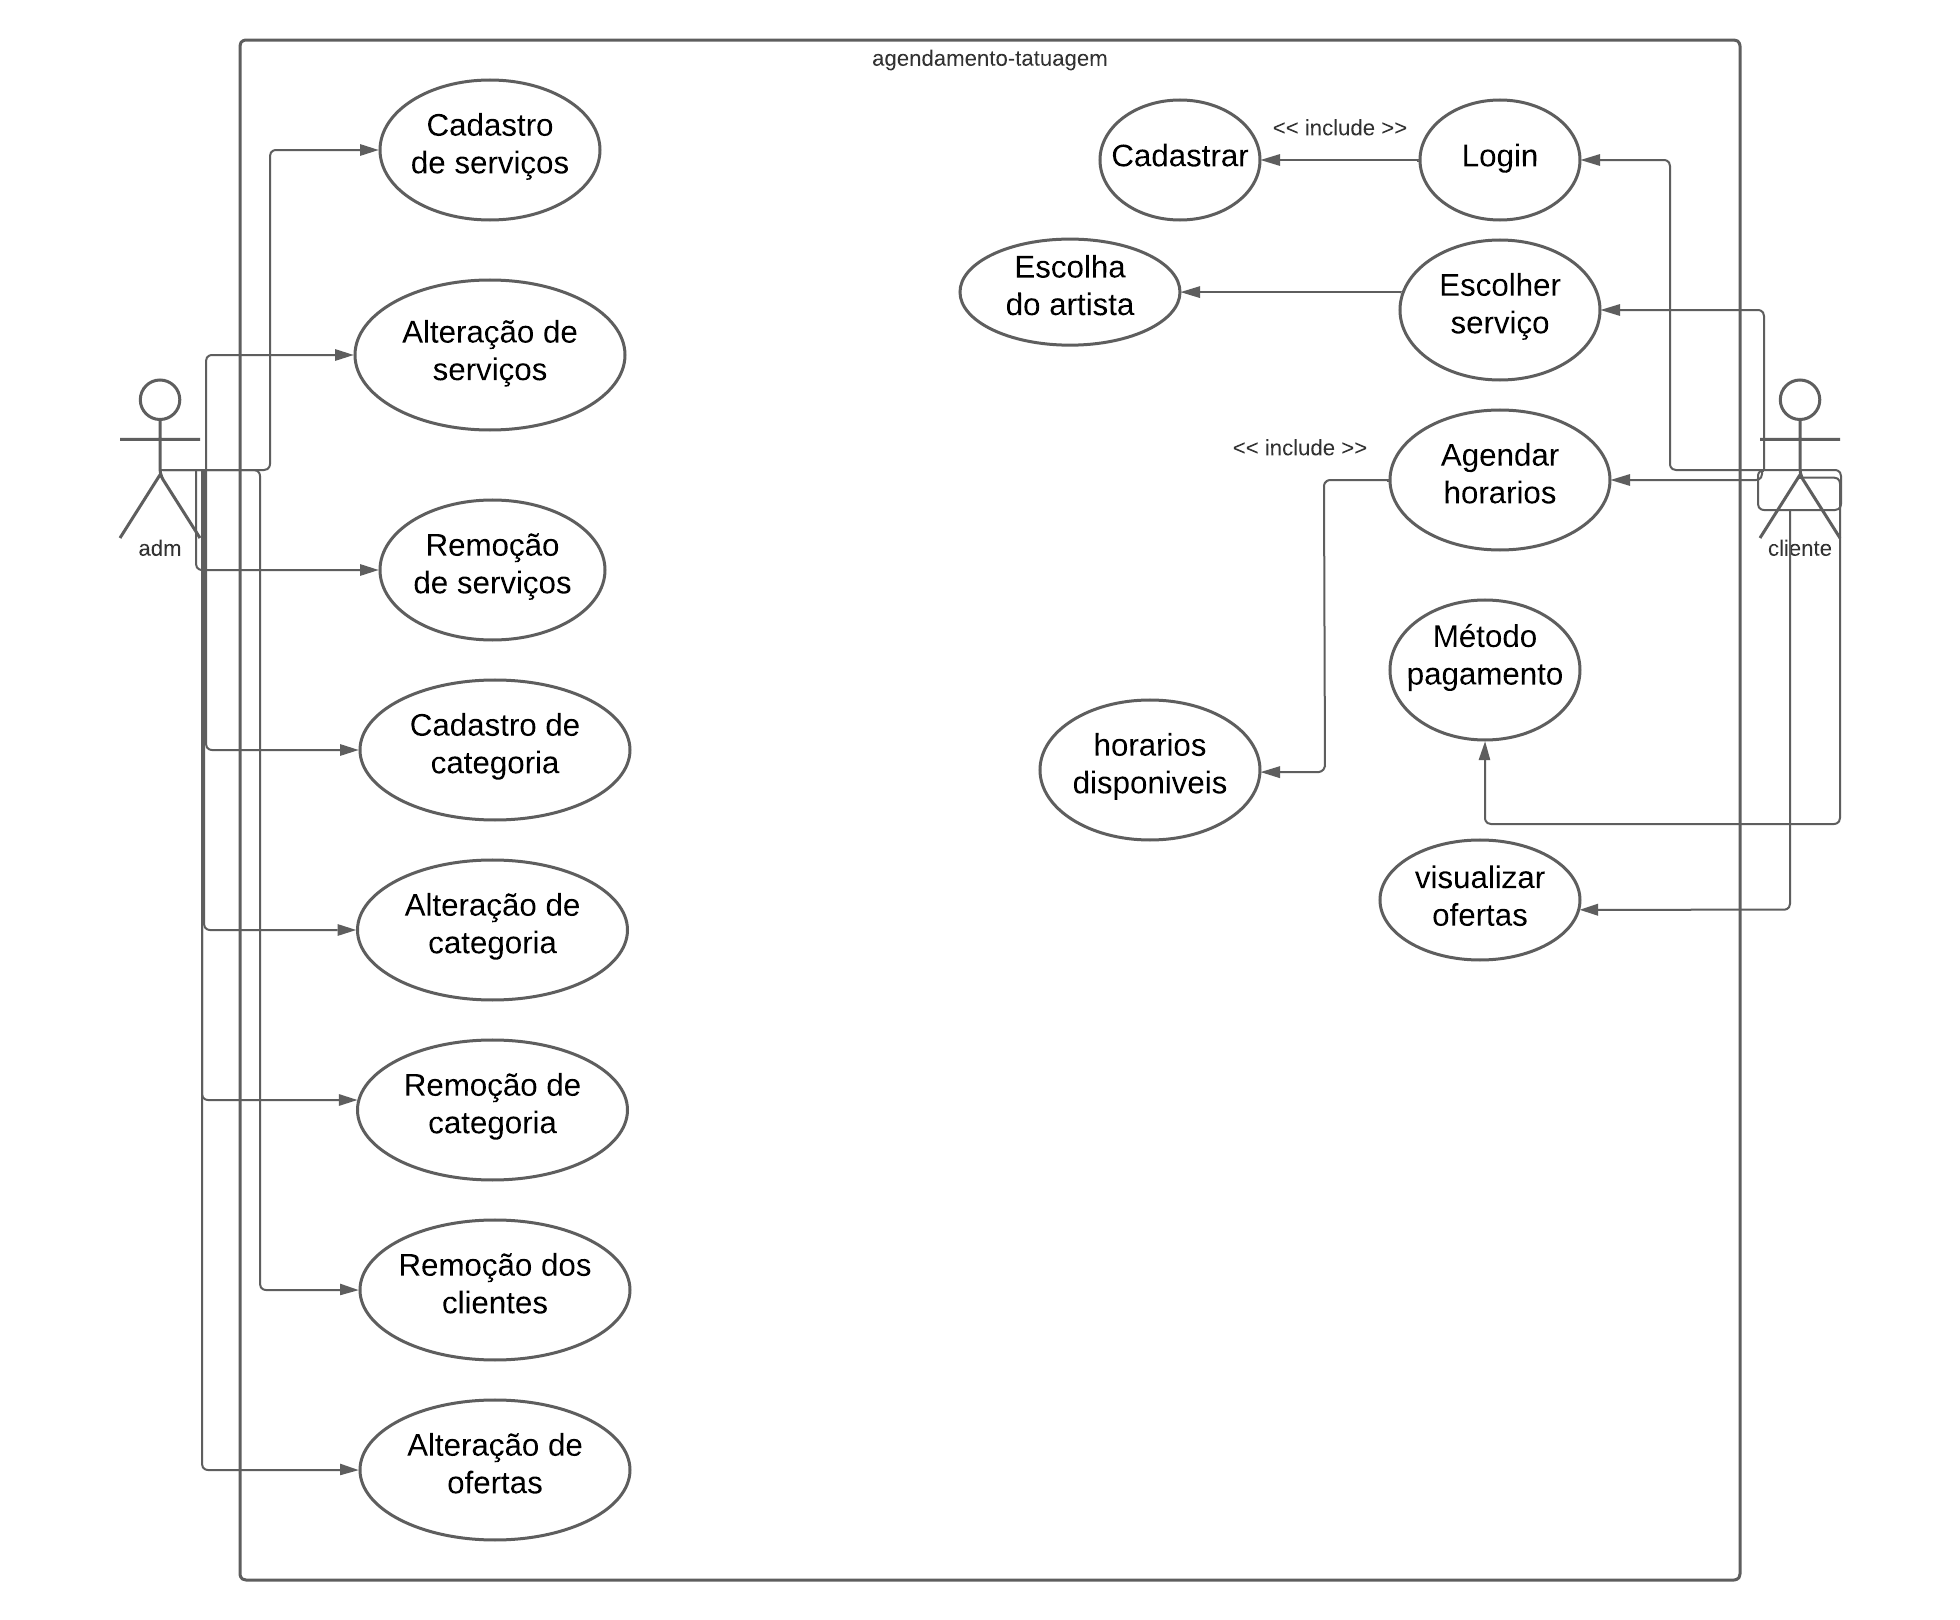 agendamento-tatuagem
Cadastro
de serviços
Alteração de
serviços
Remoção
de serviços
Cadastro de
categoria
Alteração de
categoria
Remoção de
categoria
Remoção dos
clientes
Alteração de
ofertas
adm
Cadastrar
<< include >>
Login
Escolha
do artista
Escolher
serviço
<< include >>
Agendar
horarios
Método
pagamento
horarios
disponiveis
visualizar
ofertas
cliente